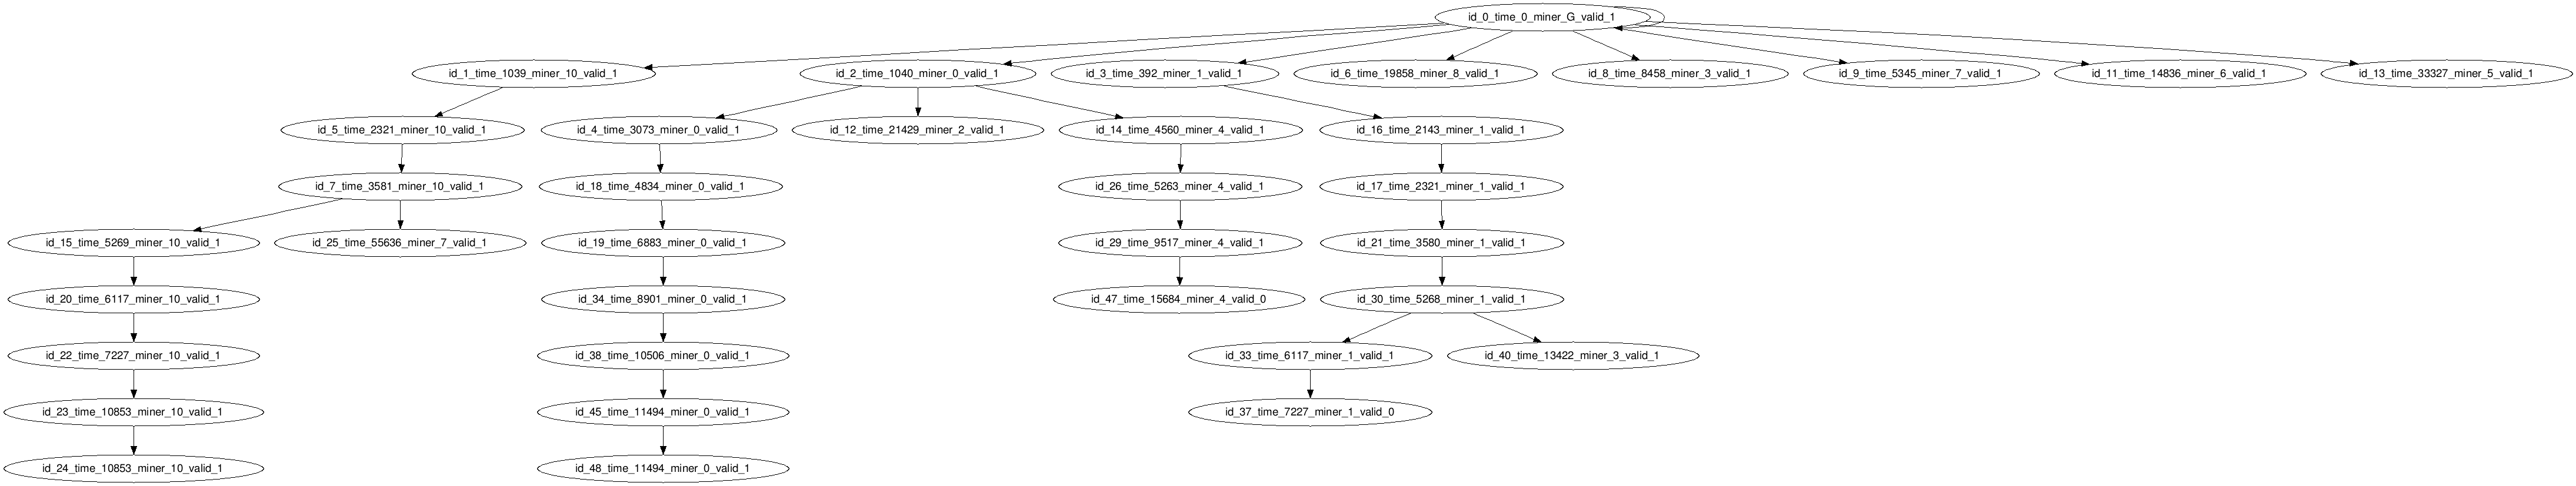 id_0_time_0_miner_G_valid_1
id_1_time_1039_miner_10_valid_1
id_2_time_1040_miner_0_valid_1
id_3_time_392_miner_1_valid_1
id_6_time_19858_miner_8_valid_1
id_8_time_8458_miner_3_valid_1
id_9_time_5345_miner_7_valid_1
id_11_time_14836_miner_6_valid_1
id_13_time_33327_miner_5_valid_1
id_5_time_2321_miner_10_valid_1
id_4_time_3073_miner_0_valid_1
id_12_time_21429_miner_2_valid_1
id_14_time_4560_miner_4_valid_1
id_16_time_2143_miner_1_valid_1
id_7_time_3581_miner_10_valid_1
id_18_time_4834_miner_0_valid_1
id_26_time_5263_miner_4_valid_1
id_17_time_2321_miner_1_valid_1
id_15_time_5269_miner_10_valid_1
id_25_time_55636_miner_7_valid_1
id_19_time_6883_miner_0_valid_1
id_29_time_9517_miner_4_valid_1
id_21_time_3580_miner_1_valid_1
id_20_time_6117_miner_10_valid_1
id_34_time_8901_miner_0_valid_1
id_47_time_15684_miner_4_valid_0
id_30_time_5268_miner_1_valid_1
id_22_time_7227_miner_10_valid_1
id_38_time_10506_miner_0_valid_1
id_33_time_6117_miner_1_valid_1
id_40_time_13422_miner_3_valid_1
id_23_time_10853_miner_10_valid_1
id_45_time_11494_miner_0_valid_1
id_37_time_7227_miner_1_valid_0
id_24_time_10853_miner_10_valid_1
id_48_time_11494_miner_0_valid_1